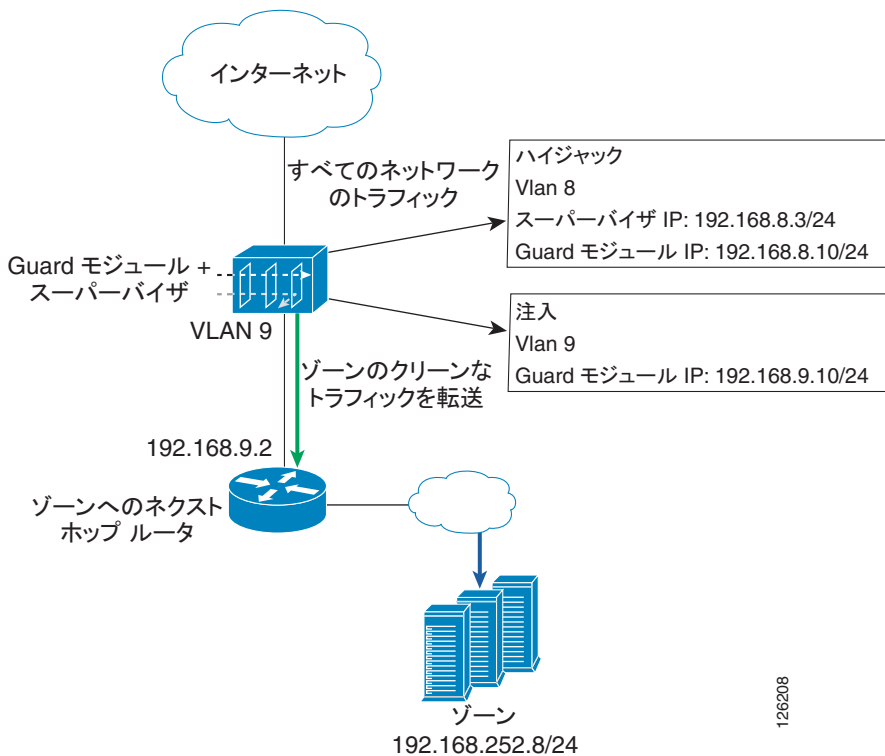 インターネット
すべてのネットワーク
のトラフィック
ハイジャック
Vlan 8
スーパーバイザ IP: 192.168.8.3/24
Guard モジュール IP: 192.168.8.10/24
Guard モジュール +
スーパーバイザ
VLAN 9
注入
Vlan 9
Guard モジュール IP: 192.168.9.10/24
ゾーンのクリーンな
トラフィックを転送
192.168.9.2
ゾーンへのネクスト
ホップ ルータ
ゾーン
192.168.252.8/24
126208